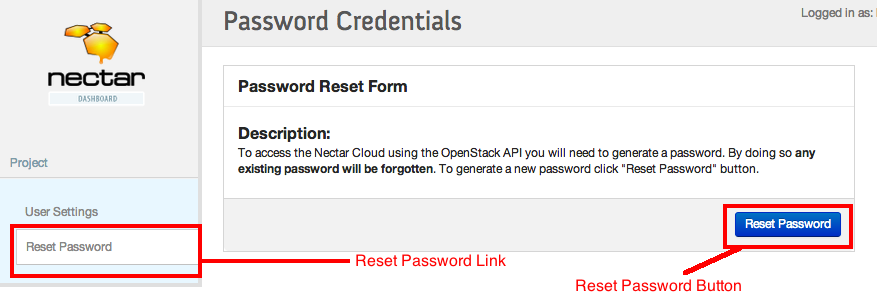 Password Credentials
Logged in as:
nectar
DASHBOARD
Project
User Settings
Reset Password
Password Reset Form
Description:
To access the Nectar Cloud using the OpenStack API you will need to generate a password. By doing so any
existing password will be forgotten. To generate a new password click "Reset Password" button.
Reset Password
Reset Password Link
Reset Password Button